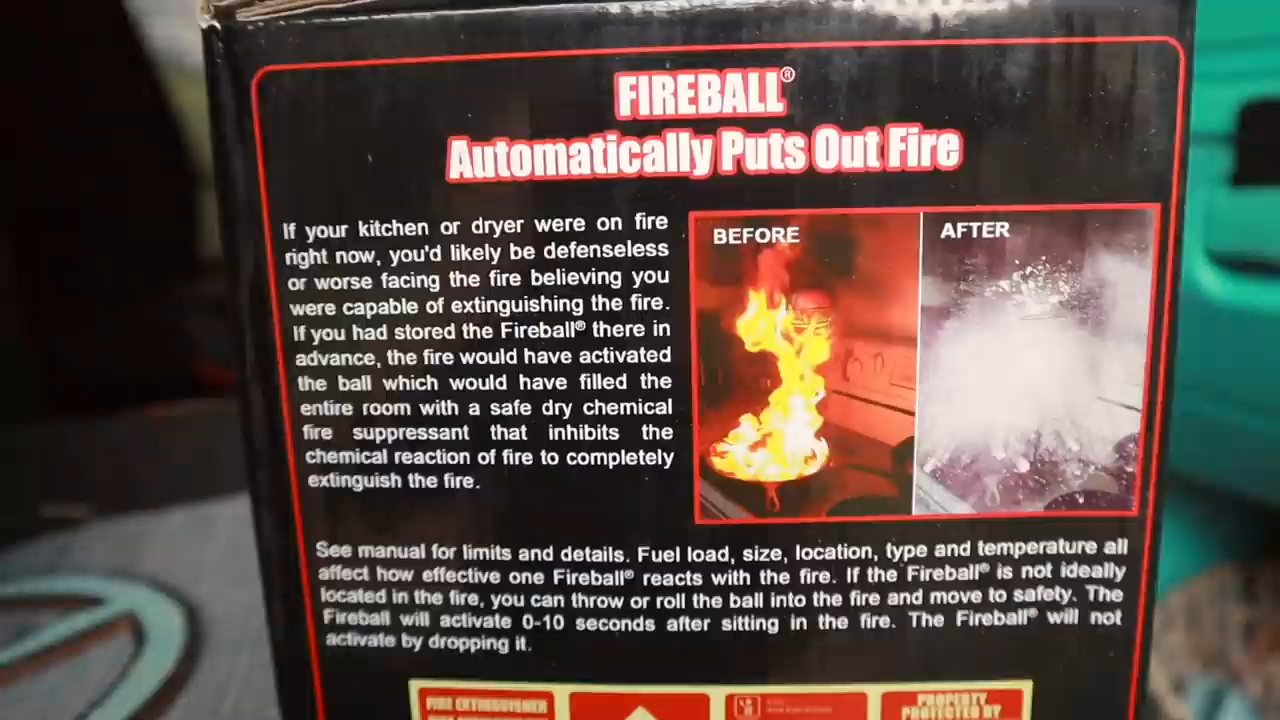 FIREBALL®
Automatically Puts Out Fire
If your kitchen or dryer were on fire
right now, you'd likely be defenseless
or worse facing the fire believing you
were capable of extinguishing the fire.
If you had stored the Fireball® there in
advance, the fire would have activated
the ball which would have filled the
entire room with a safe dry chemical
fire suppressant that inhibits the
chemical reaction of fire to completely
extinguish the fire.
BEFORE
AFTER
See manual for limits and details. Fuel load, size, location, type and temperature all
affect how effective one Fireball® reacts with the fire. If the Fireball® is not ideally
located in the fire, you can throw or roll the ball into the fire and move to safety. The
Fireball will activate 0-10 seconds after sitting in the fire. The Fireball® will not
activate by dropping it.
FIRE EXTINGUISHER
PROPERTY
PROTECTED BY